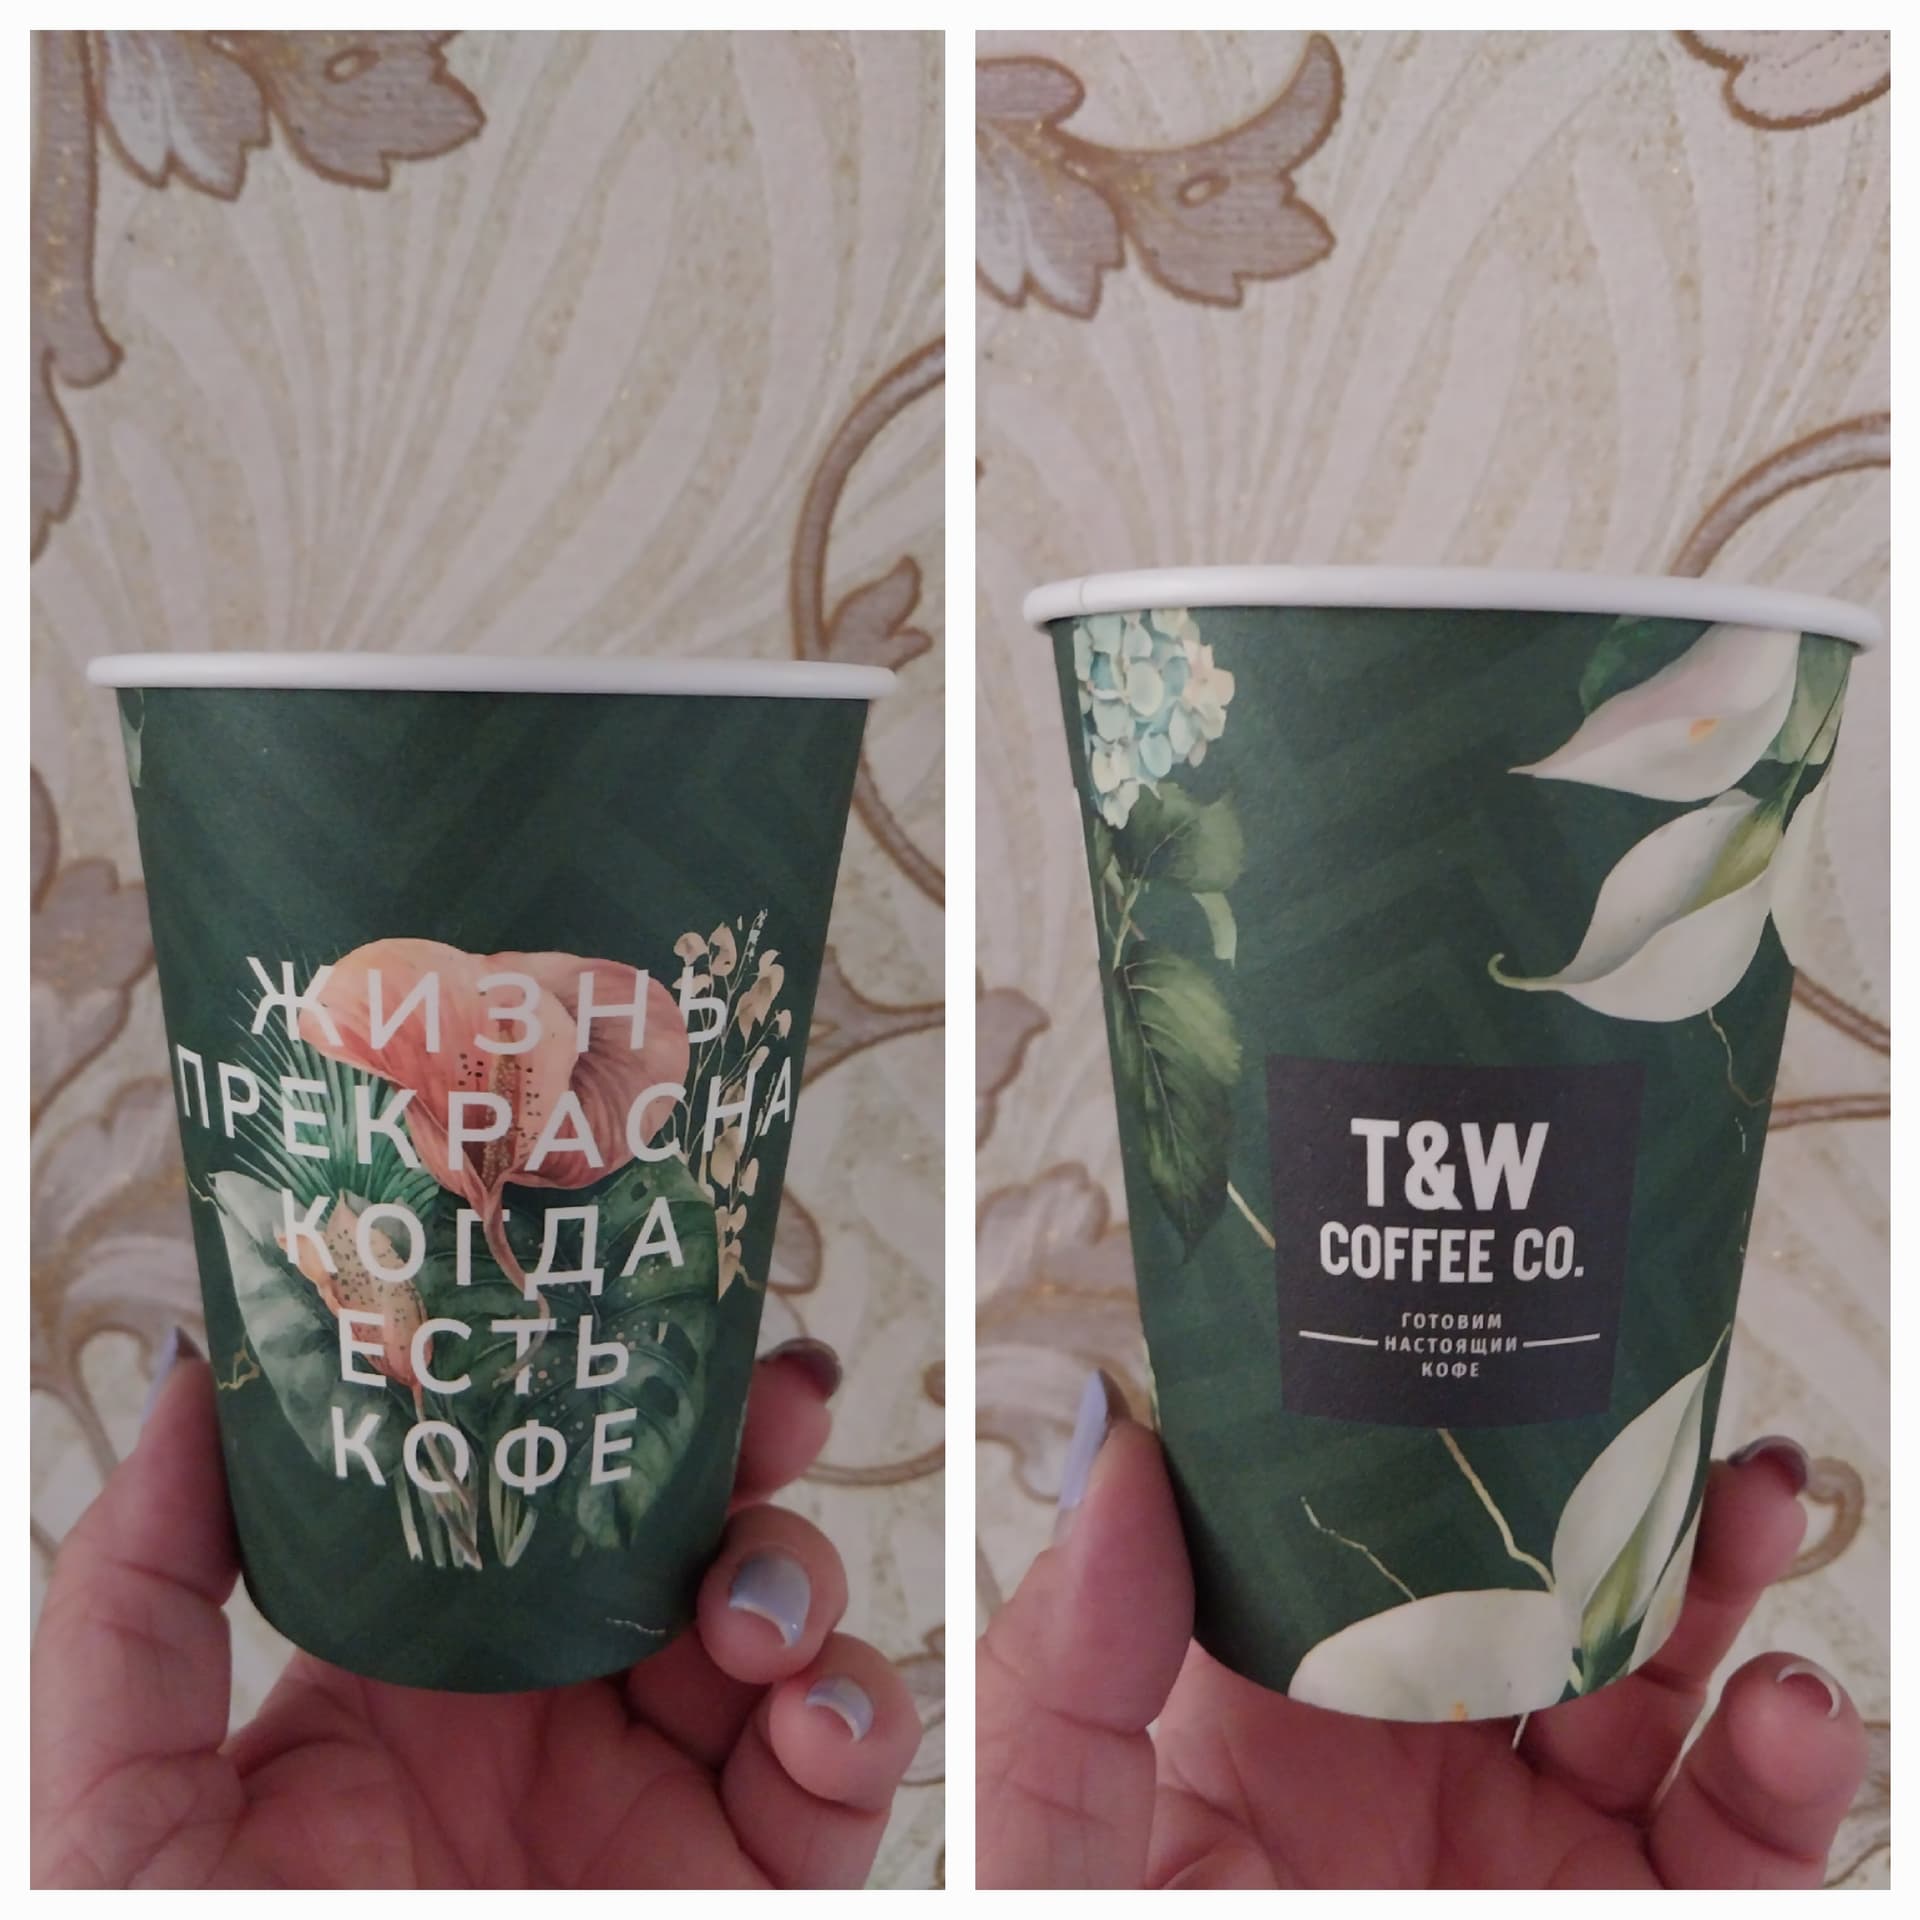 ЖИЗНЬ
ПРЕКРАСНА
КОГДА
ЕСТЬ
КОФЕ
T&W
COFFEE CO.
ГОТОВИМ
НАСТОЯЩИЙ
КОФЕ